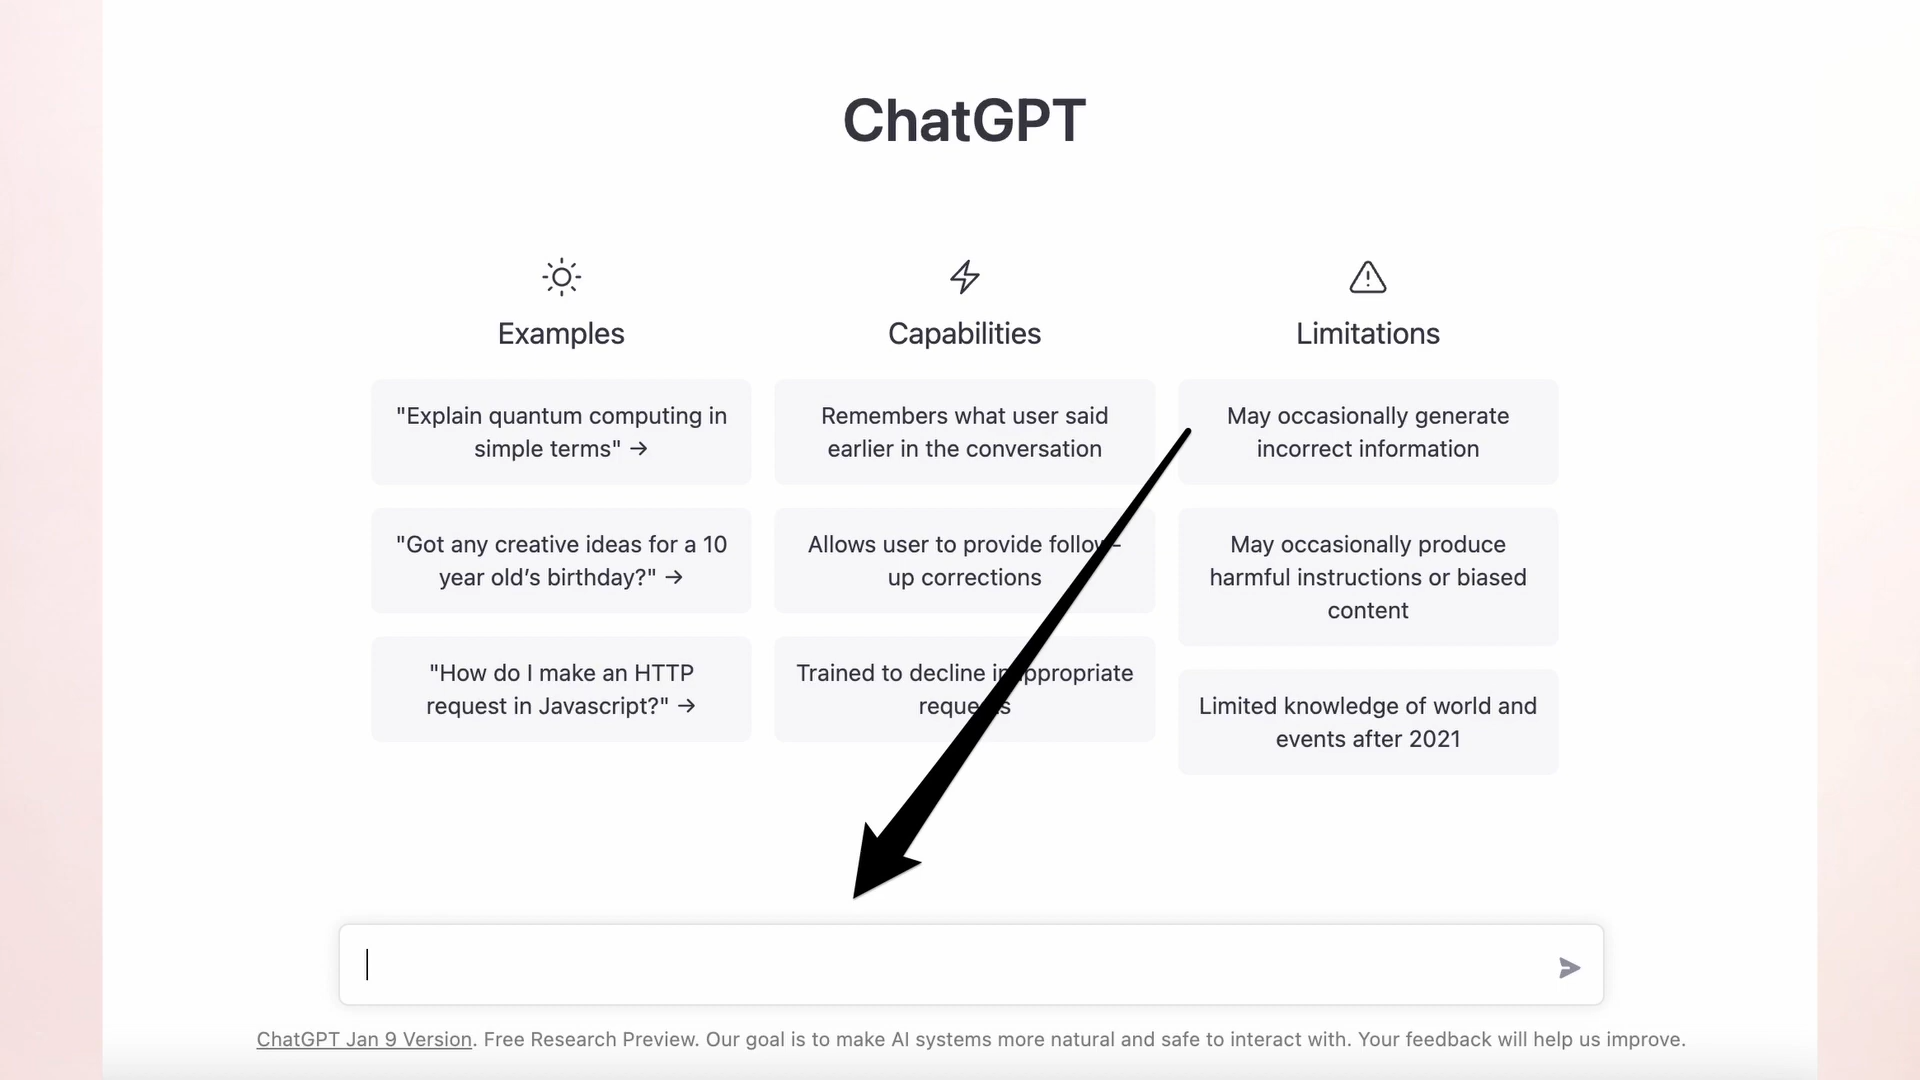 ChatGPT
Examples
"Explain quantum computing in
simple terms" →
"Got any creative ideas for a 10
year old’s birthday?" →
"How do I make an HTTP
request in Javascript?" →
Capabilities
Remembers what user said
earlier in the conversation
Allows user to provide follow-
up corrections
Trained to decline inappropriate
requests
Limitations
May occasionally generate
incorrect information
May occasionally produce
harmful instructions or biased
content
Limited knowledge of world and
events after 2021
ChatGPT Jan 9 Version. Free Research Preview. Our goal is to make AI systems more natural and safe to interact with. Your feedback will help us improve.